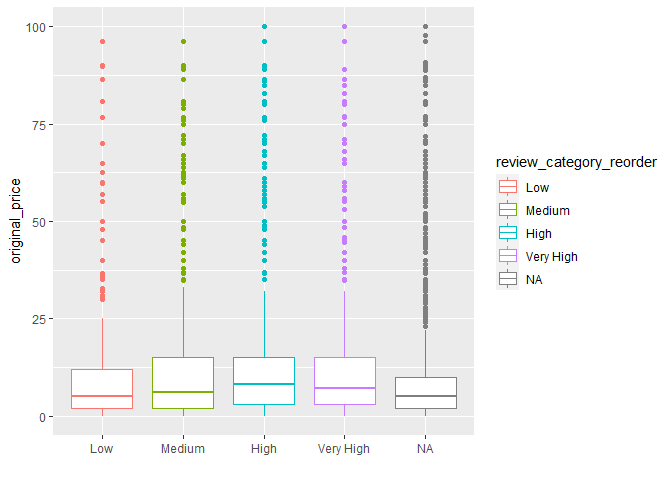 100
75
50
25
0
original_price
Low
Medium
High
Very High
NA
review_category_reorder
Low
Medium
High
Very High
NA